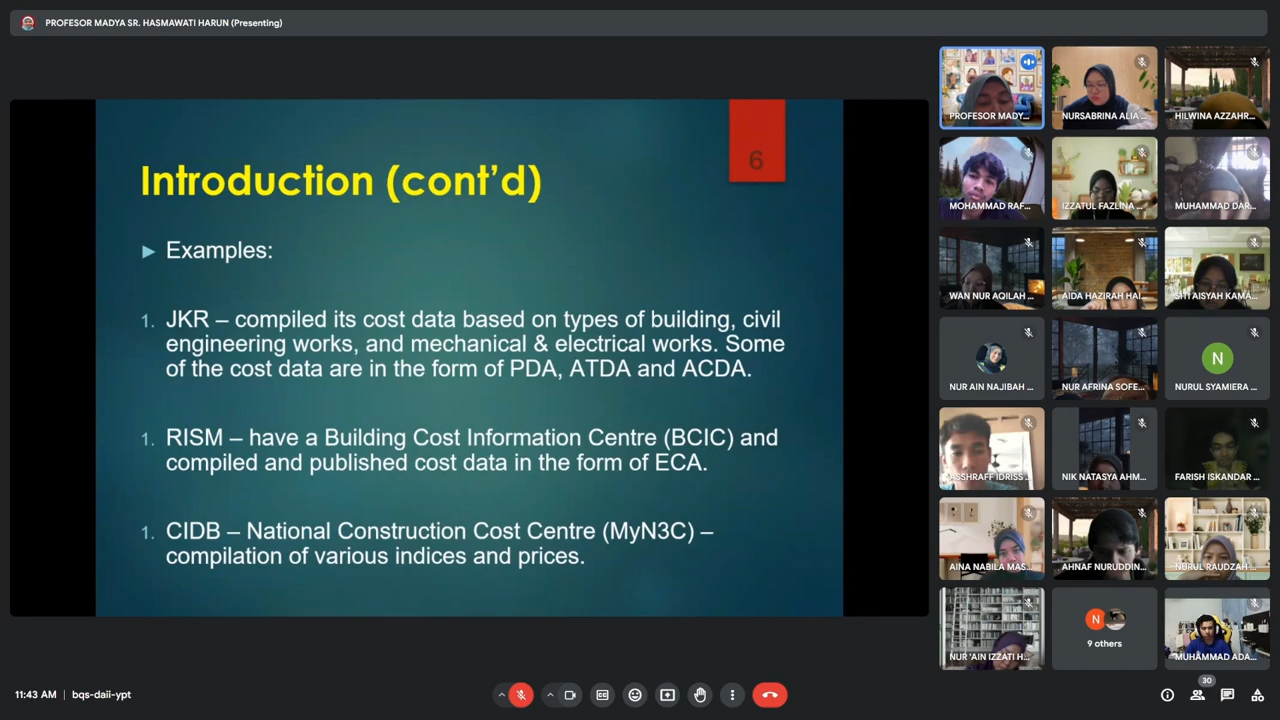 PROFESOR MADYA SR. HASMAWATI HARUN (Presenting)
6
Introduction (cont’d)
Examples:
1. JKR – compiled its cost data based on types of building, civil
engineering works, and mechanical & electrical works. Some
of the cost data are in the form of PDA, ATDA and ACDA.
1. RISM – have a Building Cost Information Centre (BCIC) and
compiled and published cost data in the form of ECA.
1. CIDB – National Construction Cost Centre (MyN3C) –
compilation of various indices and prices.
PROFESOR MADY...
NURSABRINA ALIA ...
HILWINA AZZAHR...
MOHAMMAD RAF...
IZZATUL FAZLINA ...
MUHAMMAD DAR...
WAN NUR AQILAH ...
AIDA HAZIRAH HAI...
SITI AISYAH KAMA...
NUR AIN NAJIBAH ...
NUR AFRINA SOFE...
N
NURUL SYAMIERA ...
ASSHRAFF IDRISS ...
NIK NATASYA AHM...
FARISH ISKANDAR ...
AINA NABILA MAS...
AHNAF NURUDDIN...
NURUL RAUDZAH ...
NUR 'AIN IZZATI H...
N
9 others
MUHAMMAD ADA...
11:43 AM | bqs-daii-ypt
30